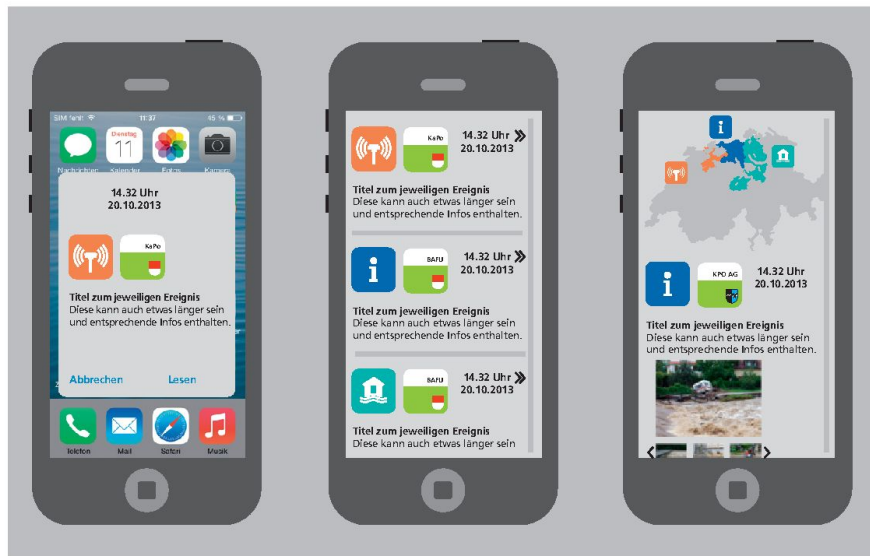 SIM fehlt
11:37
45 %
Dienstag
11
Nachrichten
Kalender
Fotos
Kamera
14.32 Uhr
20.10.2013
KaPo
Titel zum jeweiligen Ereignis
Diese kann auch etwas länger sein
und entsprechende Infos enthalten.
Abbrechen
Lesen
Telefon
Mail
Safari
Musik
KaPo
14.32 Uhr
20.10.2013
Titel zum jeweiligen Ereignis
Diese kann auch etwas länger sein
und entsprechende Infos enthalten.
i
BAFU
14.32 Uhr
20.10.2013
Titel zum jeweiligen Ereignis
Diese kann auch etwas länger sein
und entsprechende Infos enthalten.
BAFU
14.32 Uhr
20.10.2013
Titel zum jeweiligen Ereignis
Diese kann auch etwas länger sein
i
i
KPO AG
14.32 Uhr
20.10.2013
Titel zum jeweiligen Ereignis
Diese kann auch etwas länger sein
und entsprechende Infos enthalten.